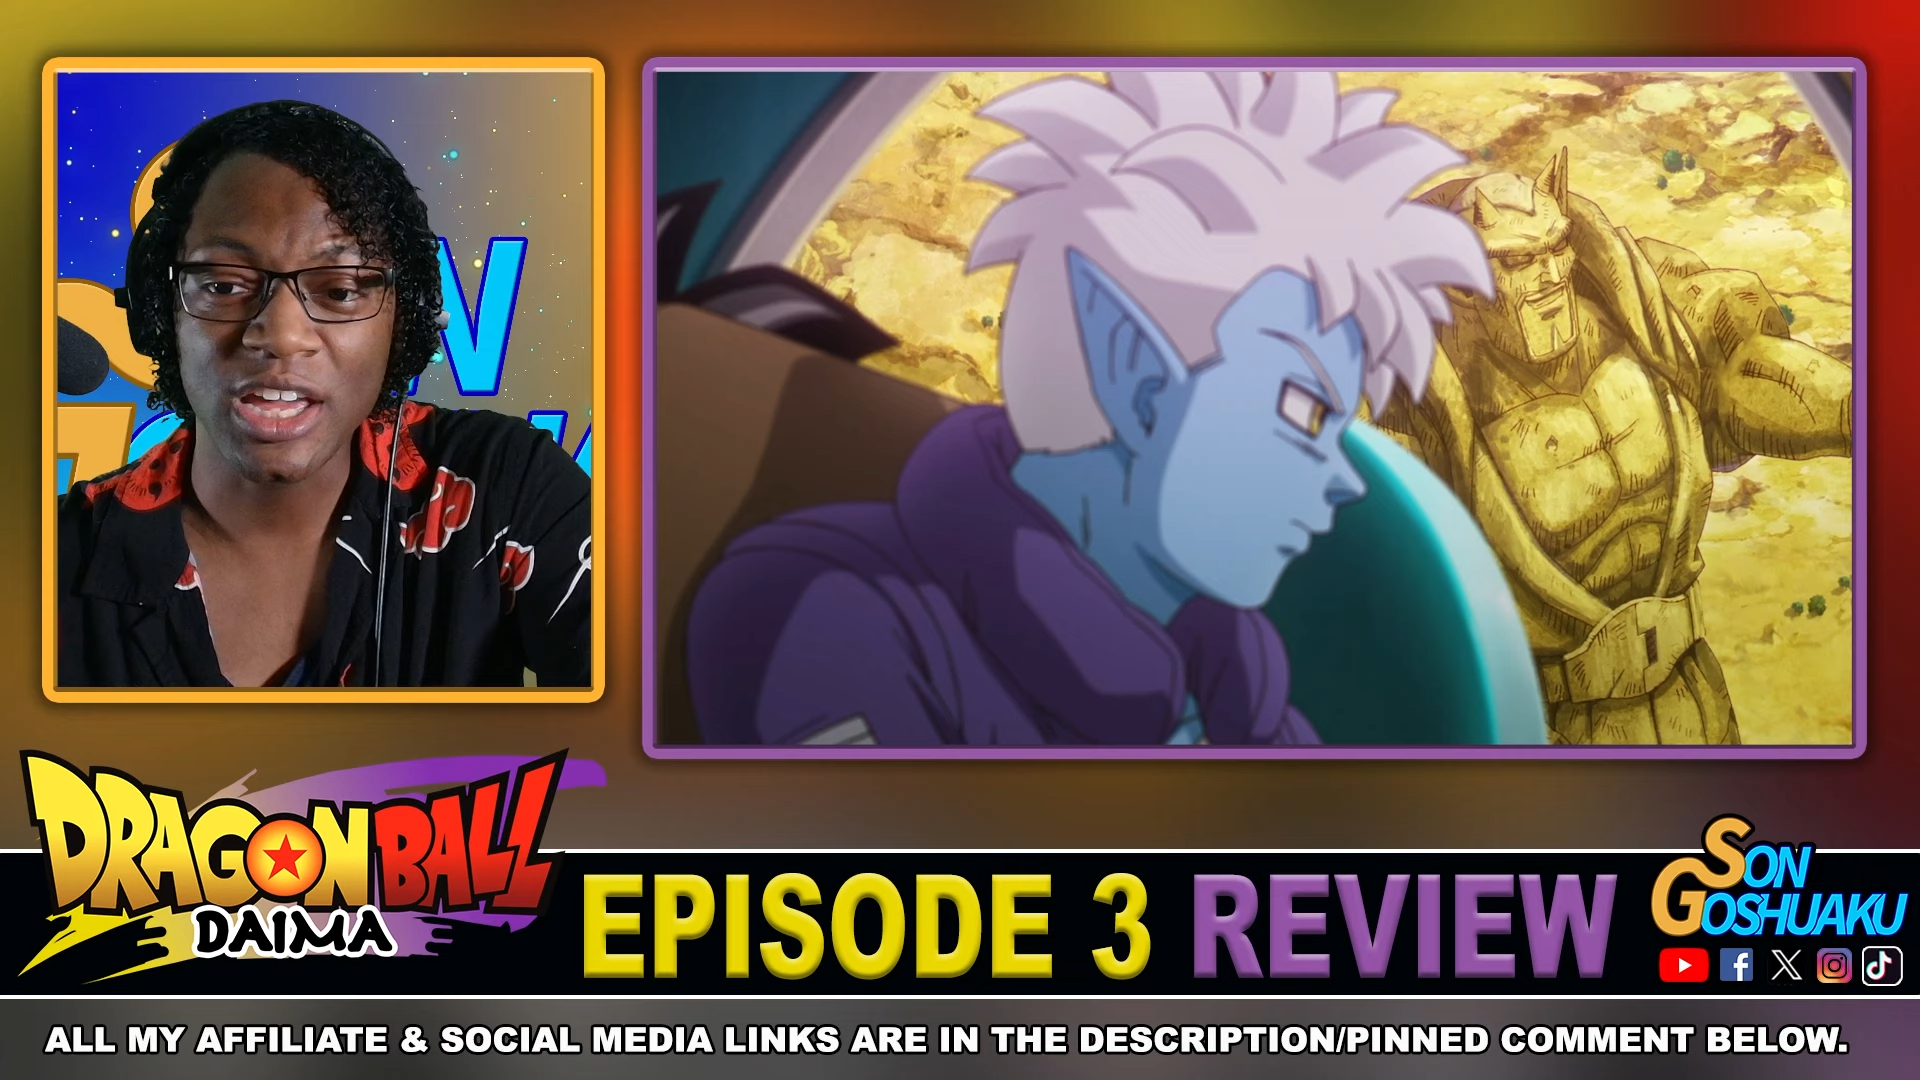 DRAGON BALL
DAIMA
EPISODE 3 REVIEW
SON
GOSHUAKU
ALL MY AFFILIATE & SOCIAL MEDIA LINKS ARE IN THE DESCRIPTION/PINNED COMMENT BELOW.